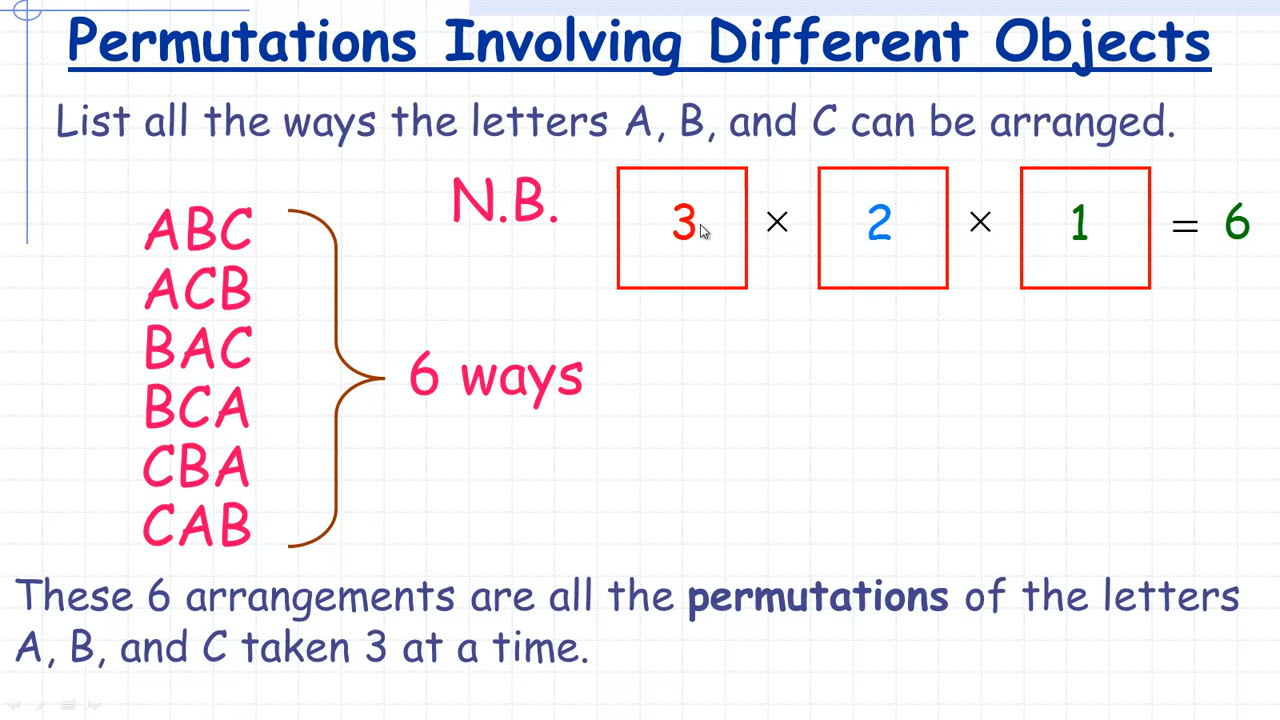 Permutations Involving Different Objects
List all the ways the letters A, B, and C can be arranged.
N.B. 3 × 2 × 1 = 6
ABC
ACB
BAC
BCA
CBA
CAB
6 ways
These 6 arrangements are all the permutations of the letters
A, B, and C taken 3 at a time.